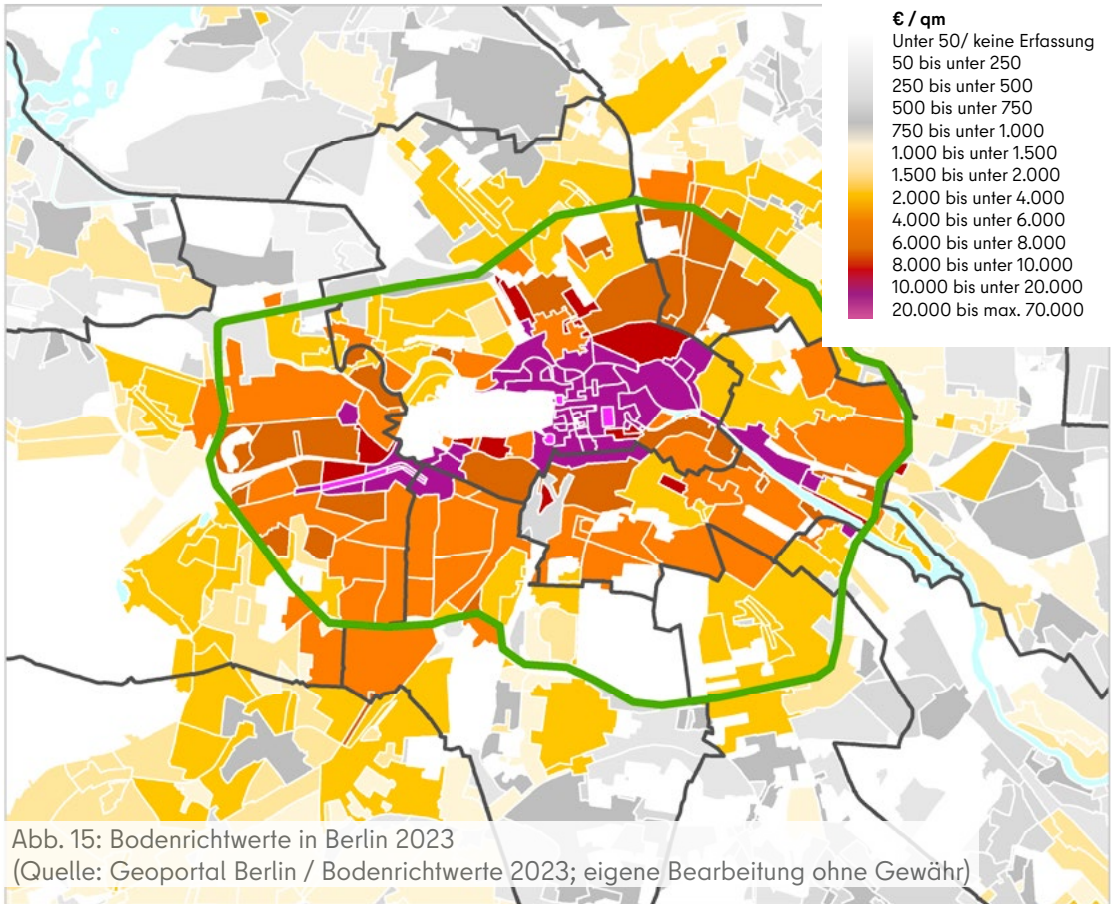 € / qm
Unter 50/ keine Erfassung
50 bis unter 250
250 bis unter 500
500 bis unter 750
750 bis unter 1.000
1.000 bis unter 1.500
1.500 bis unter 2.000
2.000 bis unter 4.000
4.000 bis unter 6.000
6.000 bis unter 8.000
8.000 bis unter 10.000
10.000 bis unter 20.000
20.000 bis max. 70.000
Abb. 15: Bodenrichtwerte in Berlin 2023
(Quelle: Geoportal Berlin / Bodenrichtwerte 2023; eigene Bearbeitung ohne Gewähr)